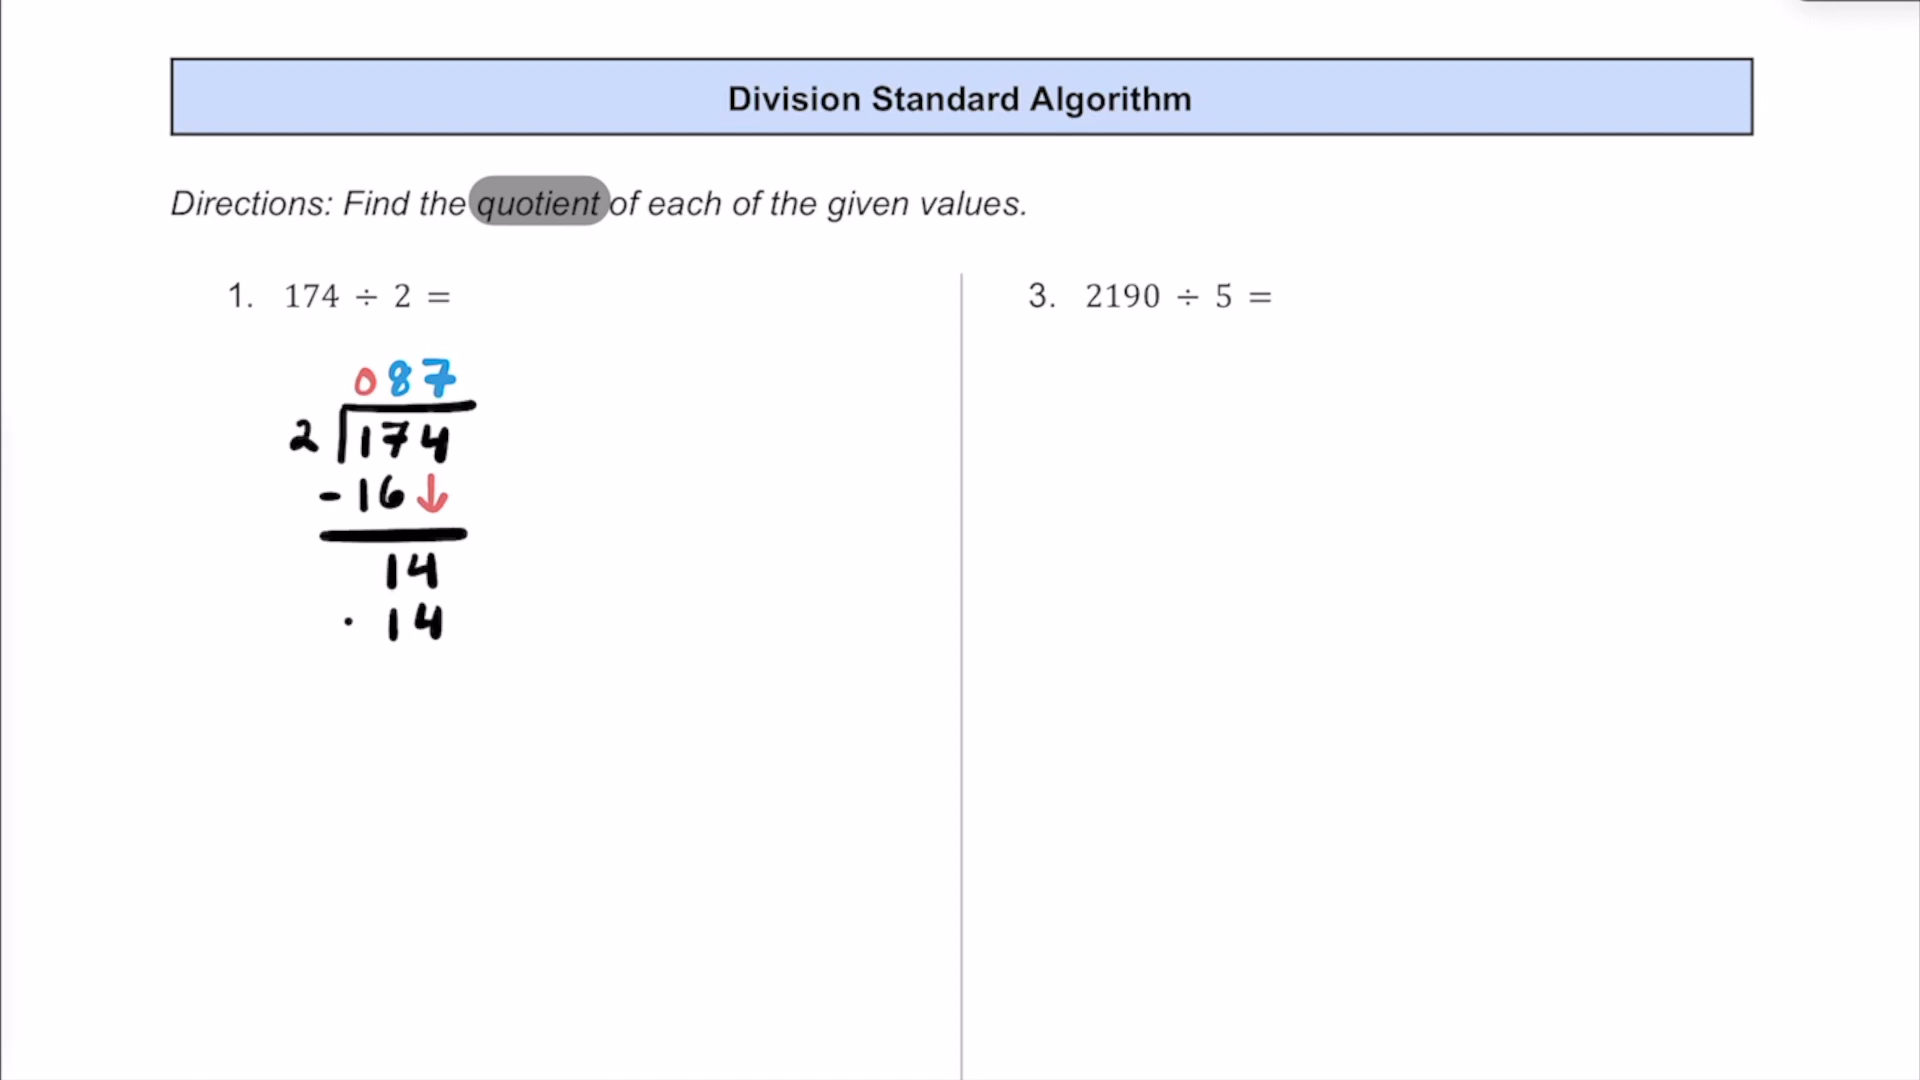 Division Standard Algorithm
Directions: Find the quotient of each of the given values.
1. 174 ÷ 2 =
087
2 174
- 16 ↓
14
· 14
3. 2190 ÷ 5 =